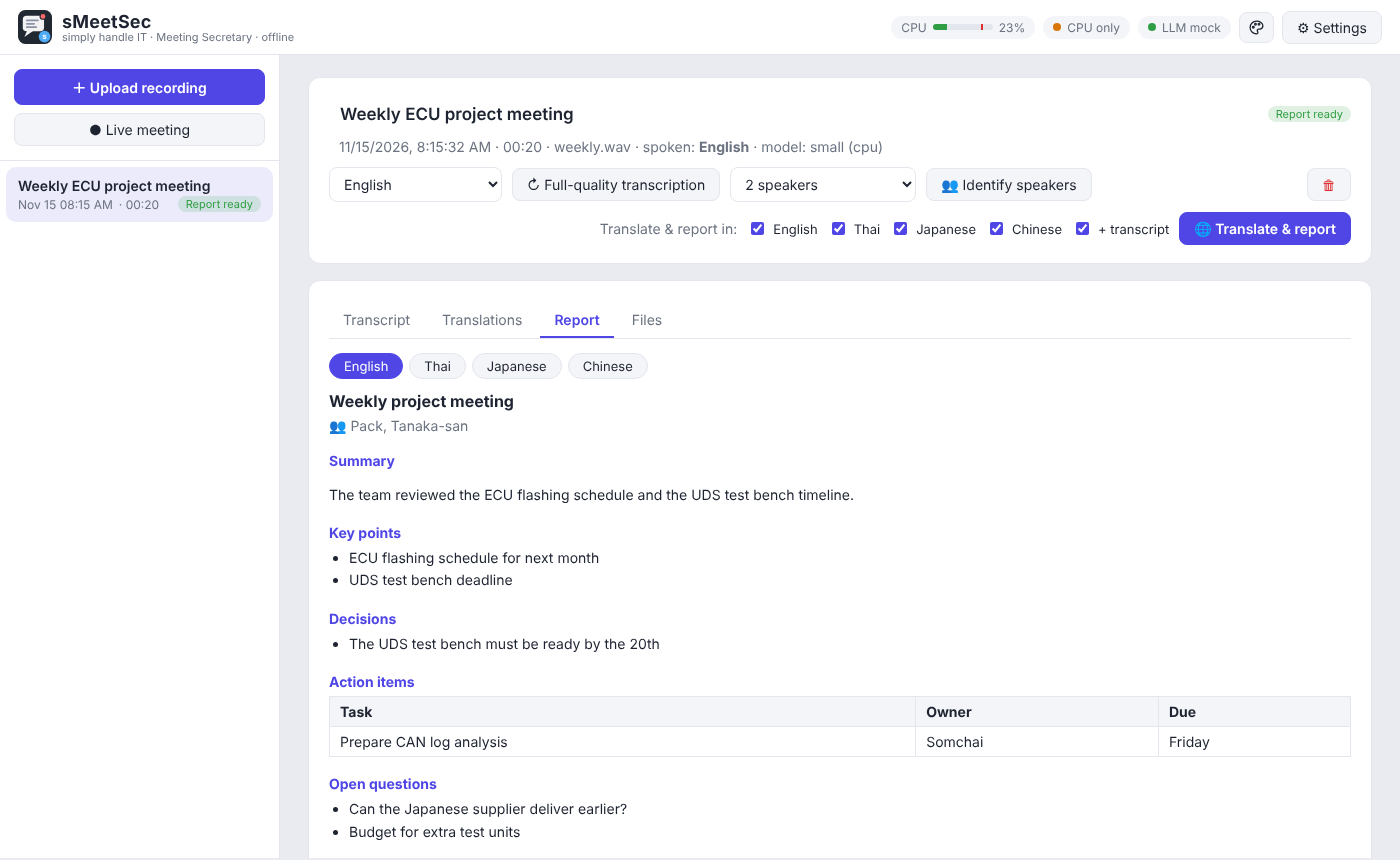 sMeetSec
simply handle IT · Meeting Secretary · offline
CPU 23%
CPU only
LLM mock
⚙ Settings
+ Upload recording
● Live meeting
Weekly ECU project meeting
Nov 15 08:15 AM · 00:20 Report ready
Weekly ECU project meeting
Report ready
11/15/2026, 8:15:32 AM · 00:20 · weekly.wav · spoken: English · model: small (cpu)
English
↻ Full-quality transcription
2 speakers
👥 Identify speakers
Translate & report in: English Thai Japanese Chinese + transcript
🌐 Translate & report
Transcript Translations Report Files
English Thai Japanese Chinese
Weekly project meeting
👥 Pack, Tanaka-san
Summary
The team reviewed the ECU flashing schedule and the UDS test bench timeline.
Key points
• ECU flashing schedule for next month
• UDS test bench deadline
Decisions
• The UDS test bench must be ready by the 20th
Action items
Task Owner Due
Prepare CAN log analysis Somchai Friday
Open questions
• Can the Japanese supplier deliver earlier?
• Budget for extra test units